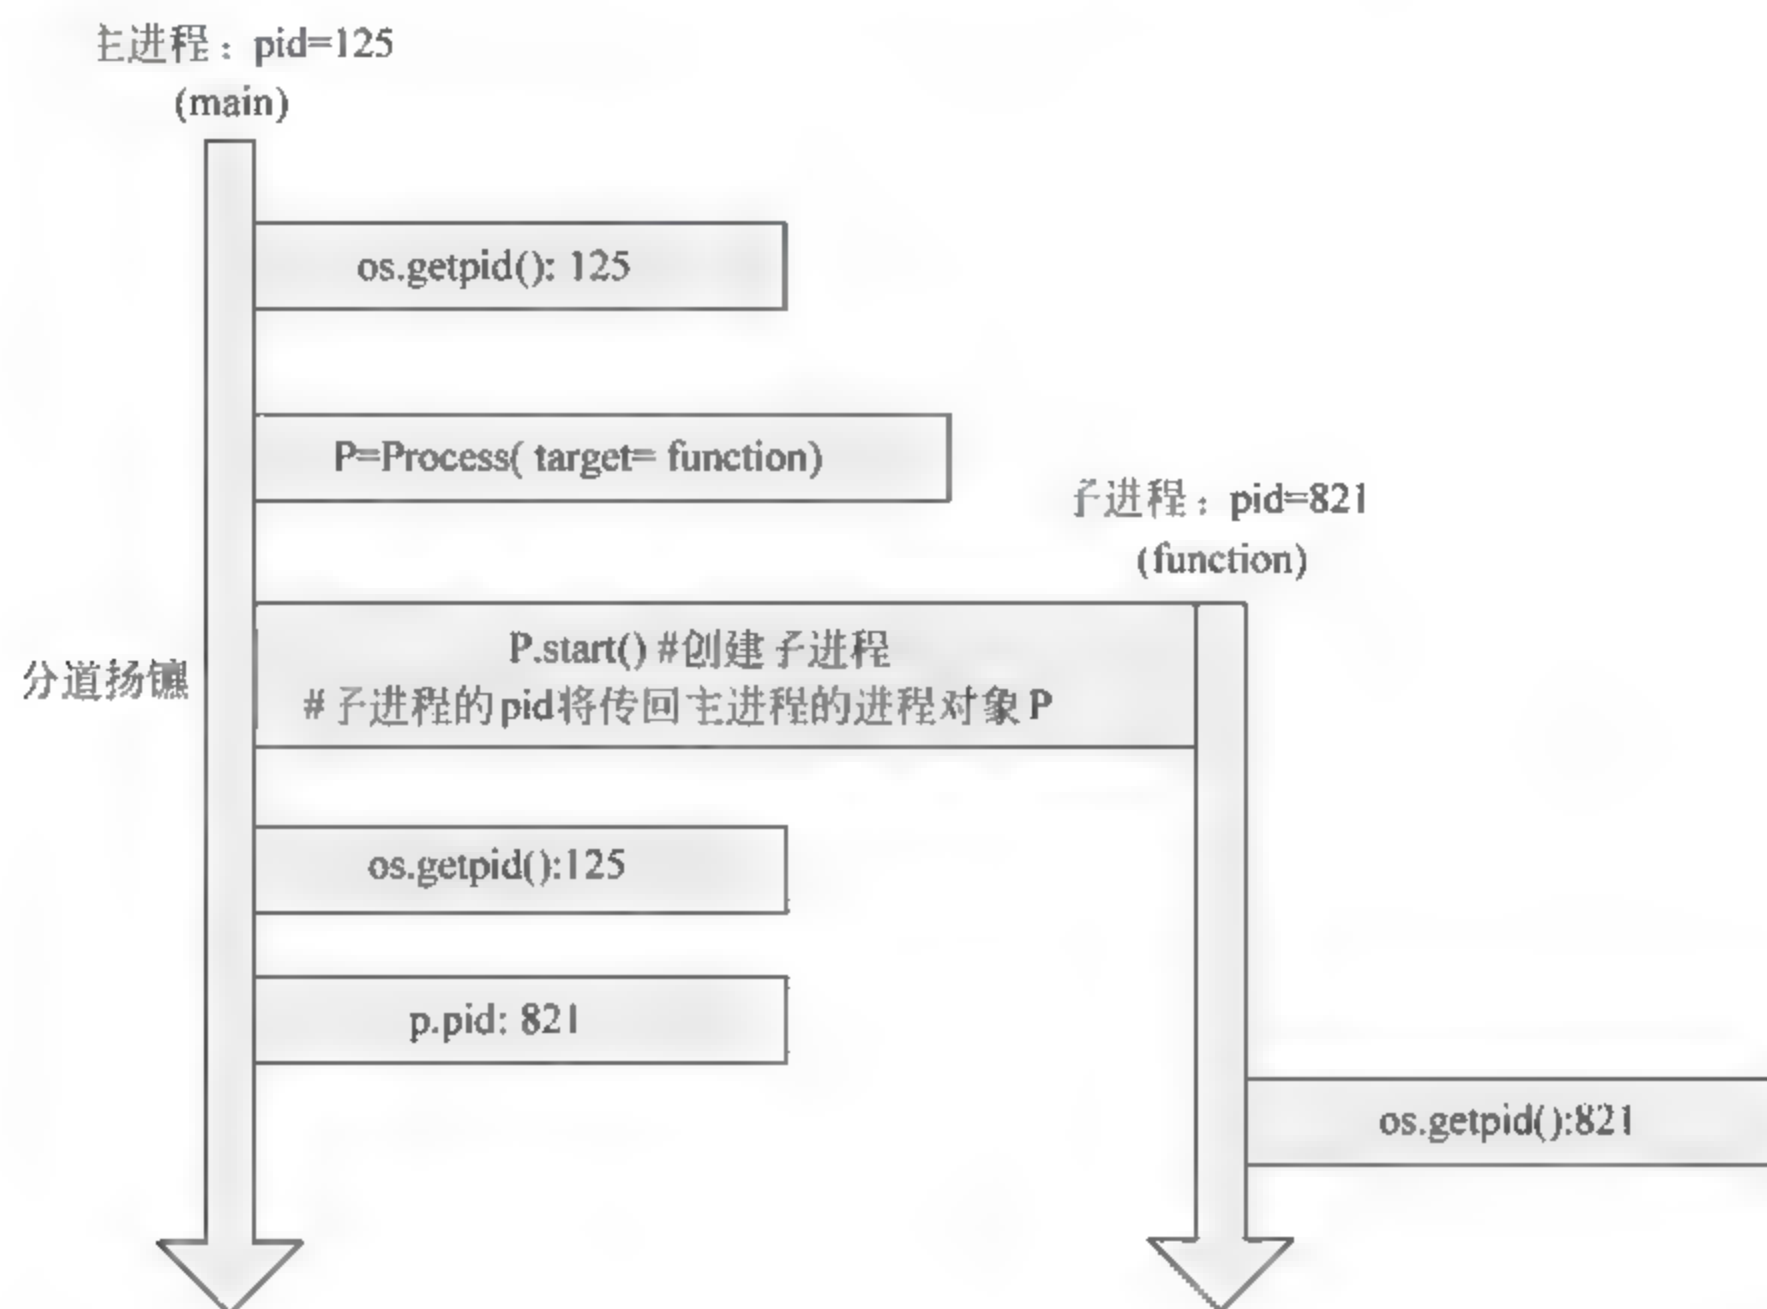 主进程：pid=125
(main)
os.getpid(): 125
P=Process( target= function)
子进程：pid=821
(function)
P.start() #创建子进程
#子进程的pid将传回主进程的进程对象P
分道扬镳
os.getpid():125
p.pid: 821
os.getpid():821